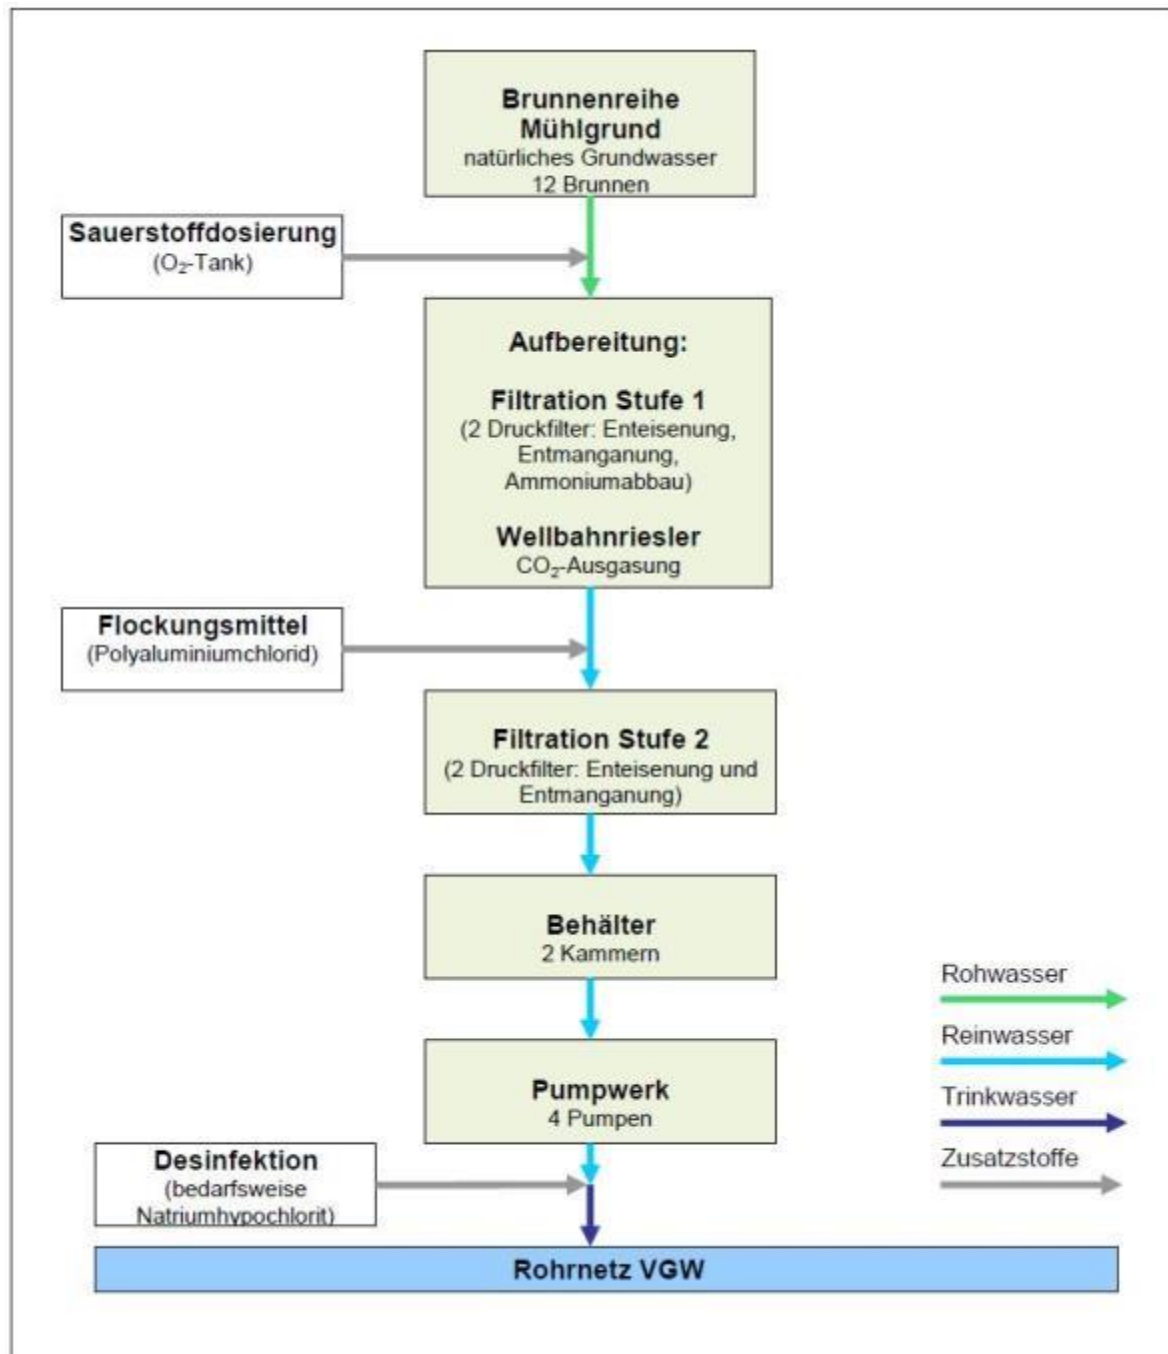 Brunnenreihe
Mühlgrund
natürliches Grundwasser
12 Brunnen
Sauerstoffdosierung
(O₂-Tank)
Aufbereitung:
Filtration Stufe 1
(2 Druckfilter: Enteisenung,
Entmanganung,
Ammoniumabbau)
Wellbahnriesler
CO₂-Ausgasung
Flockungsmittel
(Polyaluminiumchlorid)
Filtration Stufe 2
(2 Druckfilter: Enteisenung und
Entmanganung)
Behälter
2 Kammern
Pumpwerk
4 Pumpen
Desinfektion
(bedarfsweise
Natriumhypochlorit)
Rohrnetz VGW
Rohwasser
Reinwasser
Trinkwasser
Zusatzstoffe